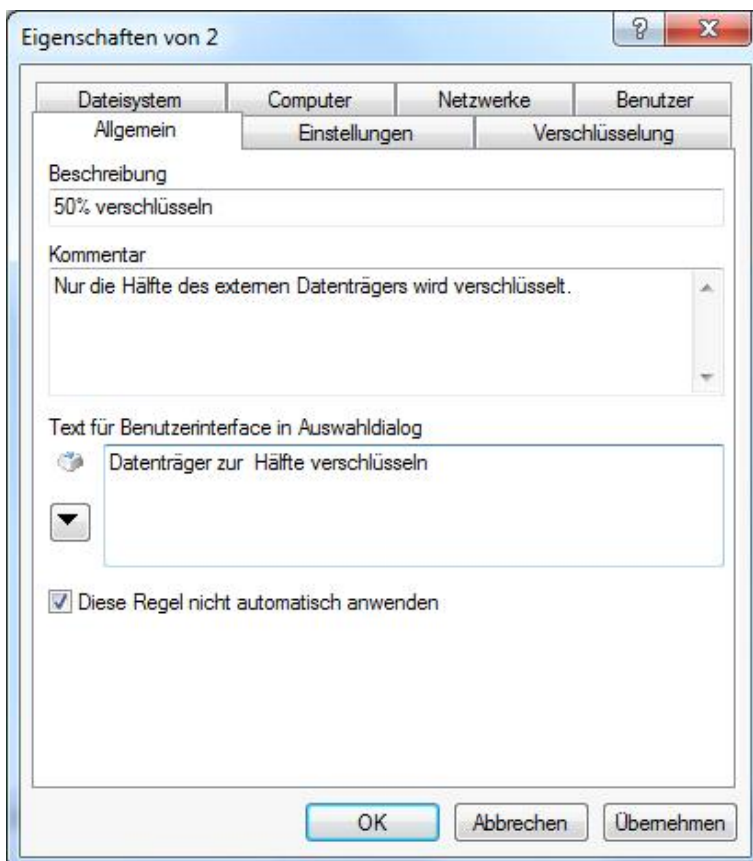 Eigenschaften von 2
Dateisystem Computer Netzwerke Benutzer
Allgemein Einstellungen Verschlüsselung
Beschreibung
50% verschlüsseln
Kommentar
Nur die Hälfte des externen Datenträgers wird verschlüsselt.
Text für Benutzerinterface in Auswahldialog
Datenträger zur  Hälfte verschlüsseln
Diese Regel nicht automatisch anwenden
OK Abbrechen Übernehmen